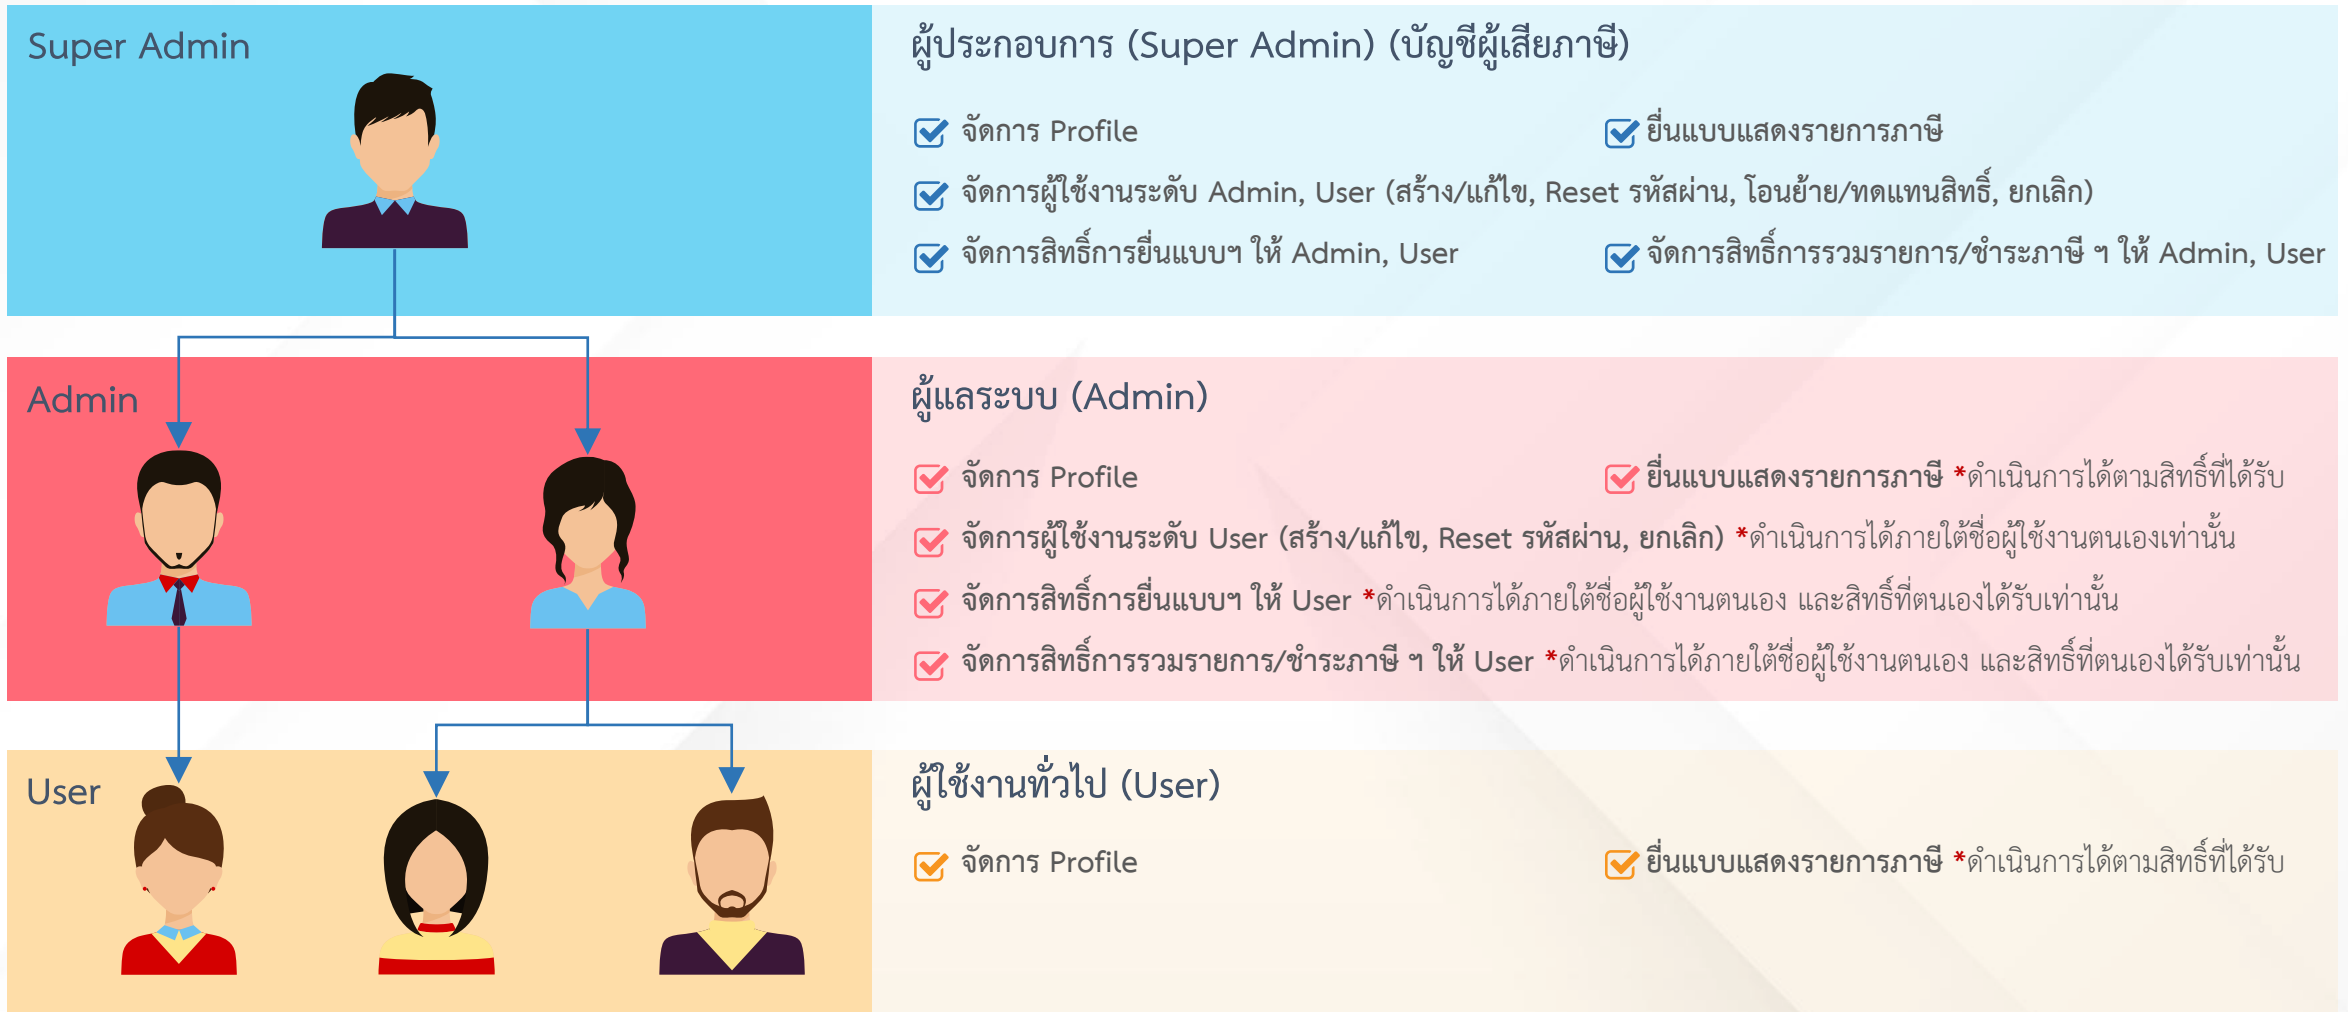 Super Admin
ผู้ประกอบการ (Super Admin) (บัญชีผู้เสียภาษี)
จัดการ Profile
ยื่นแบบแสดงรายการภาษี
จัดการผู้ใช้งานระดับ Admin, User (สร้าง/แก้ไข, Reset รหัสผ่าน, โอนย้าย/ทดแทนสิทธิ์, ยกเลิก)
จัดการสิทธิ์การยื่นแบบฯ ให้ Admin, User
จัดการสิทธิ์การรวมรายการ/ชำระภาษี ฯ ให้ Admin, User
Admin
ผู้แลระบบ (Admin)
จัดการ Profile
ยื่นแบบแสดงรายการภาษี *ดำเนินการได้ตามสิทธิ์ที่ได้รับ
จัดการผู้ใช้งานระดับ User (สร้าง/แก้ไข, Reset รหัสผ่าน, ยกเลิก) *ดำเนินการได้ภายใต้ชื่อผู้ใช้งานตนเองเท่านั้น
จัดการสิทธิ์การยื่นแบบฯ ให้ User *ดำเนินการได้ภายใต้ชื่อผู้ใช้งานตนเอง และสิทธิ์ที่ตนเองได้รับเท่านั้น
จัดการสิทธิ์การรวมรายการ/ชำระภาษี ฯ ให้ User *ดำเนินการได้ภายใต้ชื่อผู้ใช้งานตนเอง และสิทธิ์ที่ตนเองได้รับเท่านั้น
User
ผู้ใช้งานทั่วไป (User)
จัดการ Profile
ยื่นแบบแสดงรายการภาษี *ดำเนินการได้ตามสิทธิ์ที่ได้รับ